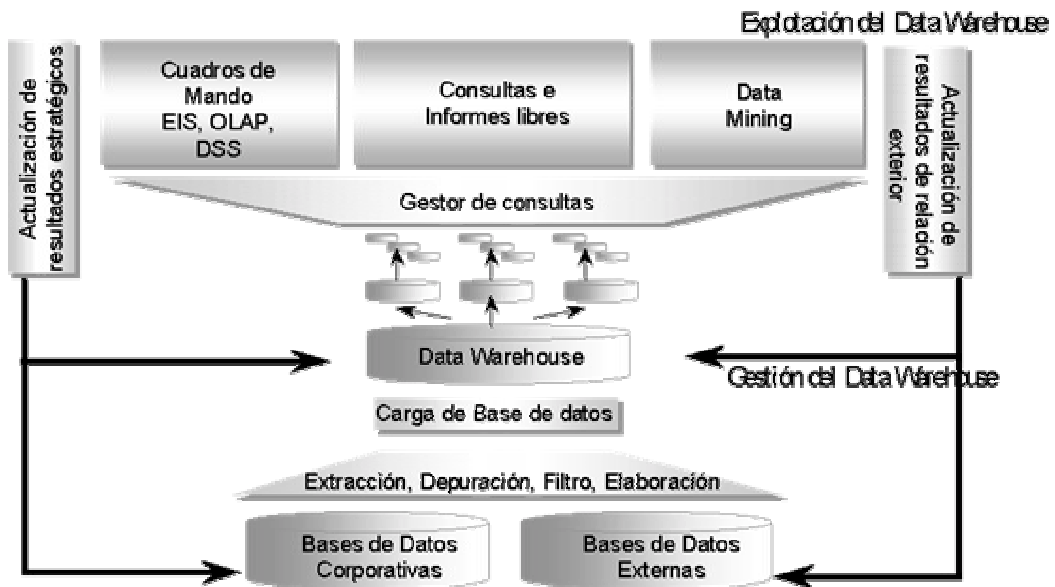 Explotación del Data Warehouse
Actualización de
resultados estratégicos
Cuadros de
Mando
EIS, OLAP,
DSS
Consultas e
Informes libres
Data
Mining
Actualización de
resultados de relación
exterior
Gestor de consultas
Data Warehouse
Gestión del Data Warehouse
Carga de Base de datos
Extracción, Depuración, Filtro, Elaboración
Bases de Datos
Corporativas
Bases de Datos
Externas